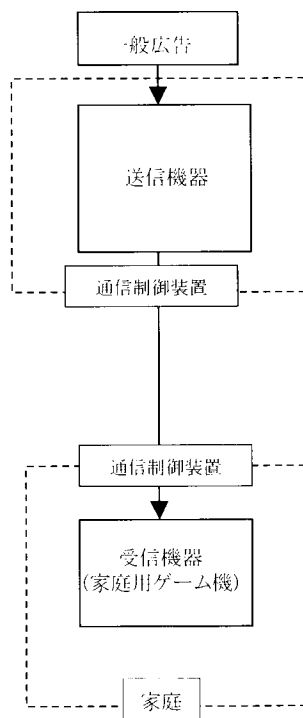 一般広告
送信機器
通信制御装置
通信制御装置
受信機器
(家庭用ゲーム機)
家庭